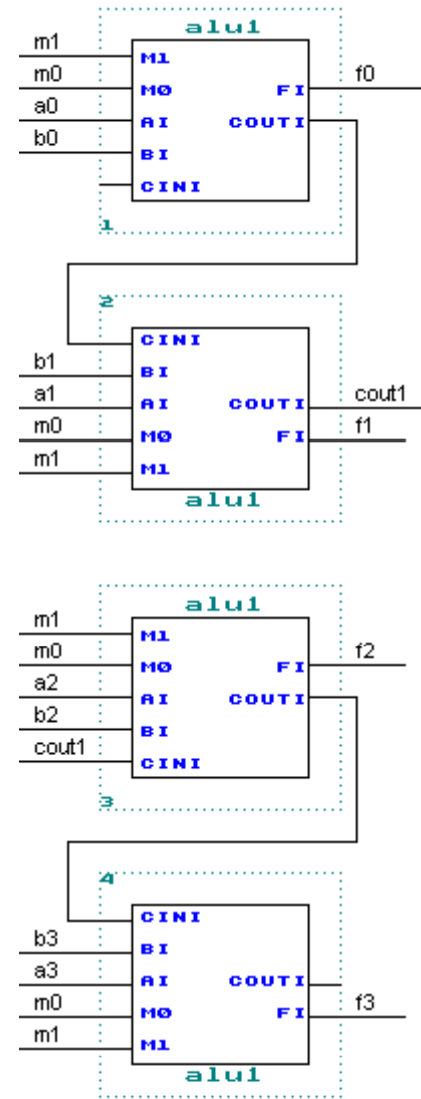 alu1
m1 M1
m0 M0 FI f0
a0 AI COUTI
b0 BI
CINI
1
2
CINI
b1 BI
a1 AI COUTI cout1
m0 M0 FI f1
m1 M1
alu1
alu1
m1 M1
m0 M0 FI f2
a2 AI COUTI
b2 BI
cout1 CINI
3
4
CINI
b3 BI
a3 AI COUTI
m0 M0 FI f3
m1 M1
alu1